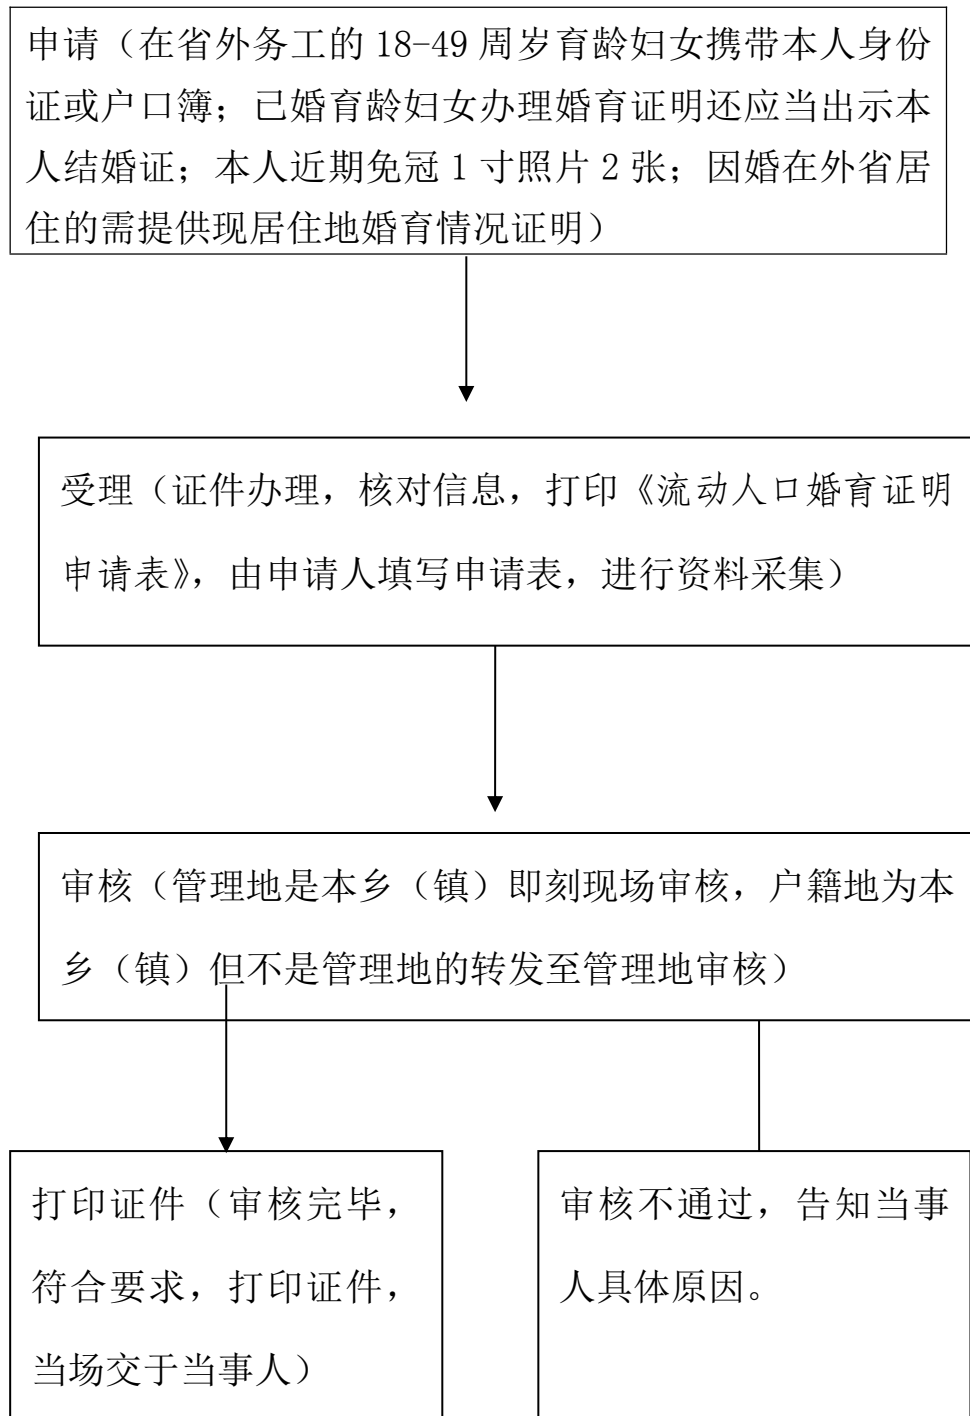 申请（在省外务工的 18-49 周岁育龄妇女携带本人身份
证或户口簿；已婚育龄妇女办理婚育证明还应当出示本
人结婚证；本人近期免冠 1 寸照片 2 张；因婚在外省居
住的需提供现居住地婚育情况证明）
受理（证件办理，核对信息，打印《流动人口婚育证明
申请表》，由申请人填写申请表，进行资料采集）
审核（管理地是本乡（镇）即刻现场审核，户籍地为本
乡（镇）但不是管理地的转发至管理地审核）
打印证件（审核完毕，
符合要求，打印证件，
当场交于当事人）
审核不通过，告知当事
人具体原因。